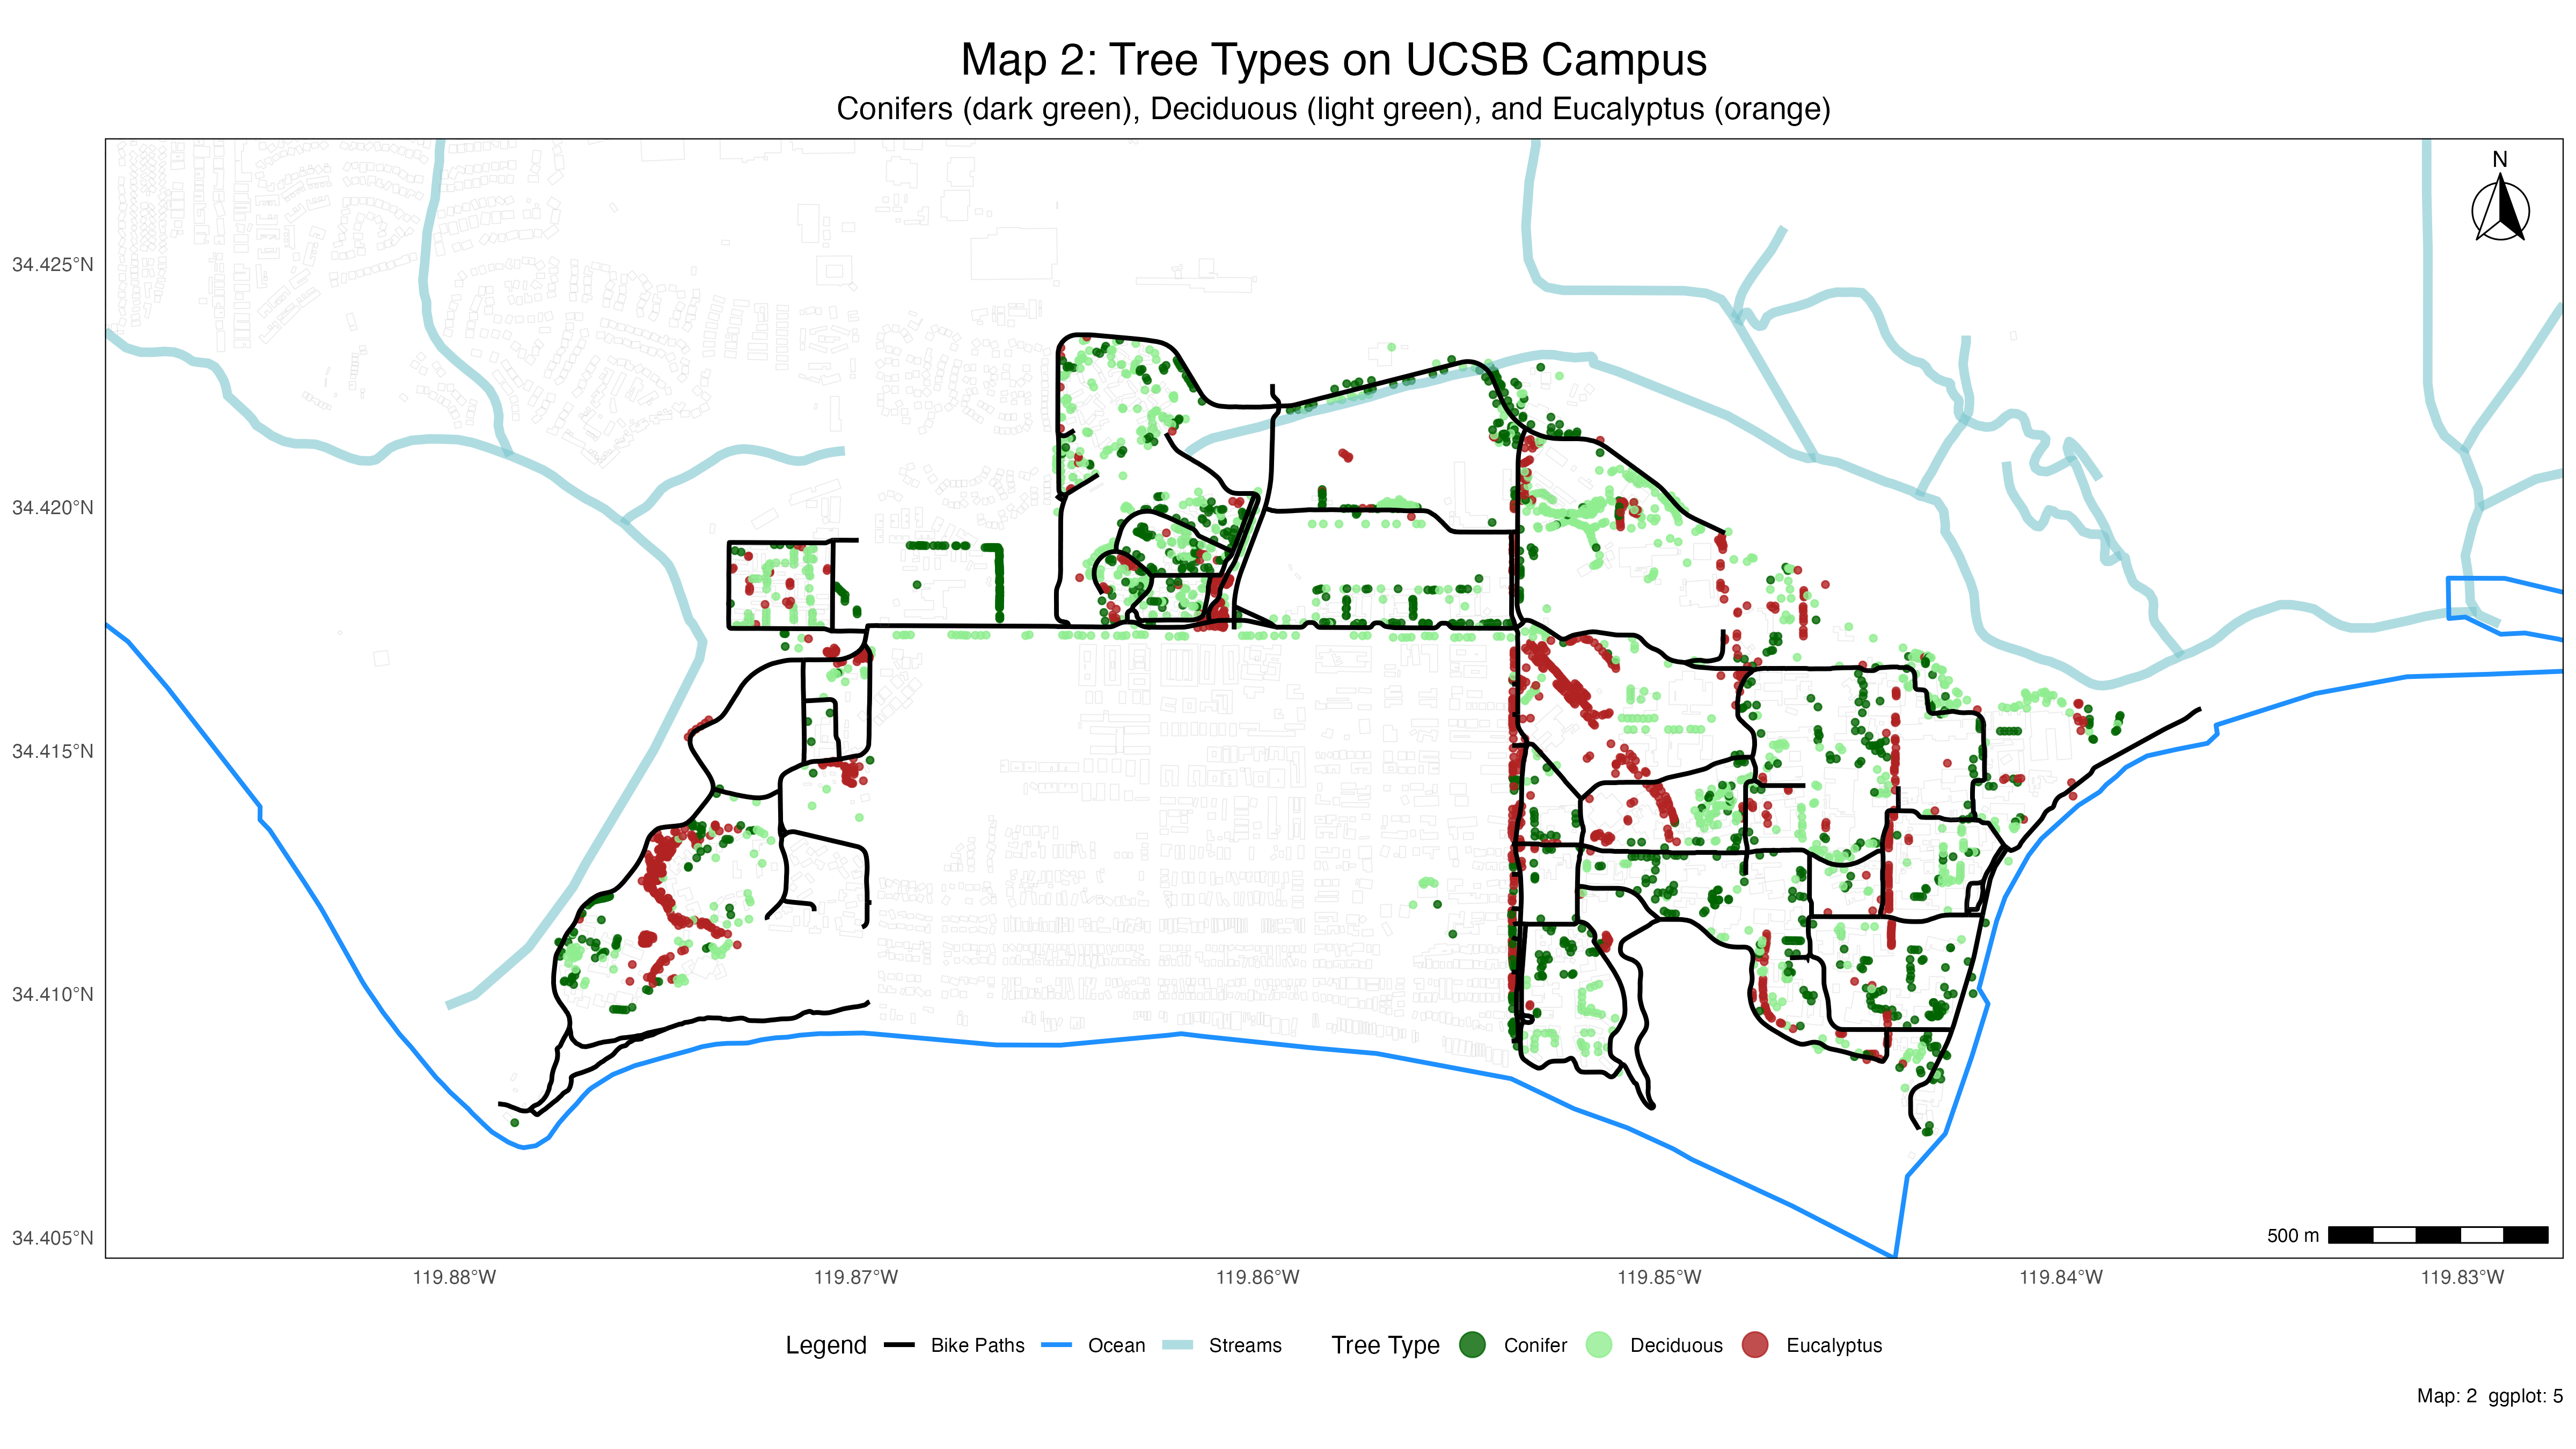 Map 2: Tree Types on UCSB Campus
Conifers (dark green), Deciduous (light green), and Eucalyptus (orange)
N
34.425°N
34.420°N
34.415°N
34.410°N
34.405°N
500 m
119.88°W 119.87°W 119.86°W 119.85°W 119.84°W 119.83°W
Legend Bike Paths Ocean Streams Tree Type Conifer Deciduous Eucalyptus
Map: 2 ggplot: 5